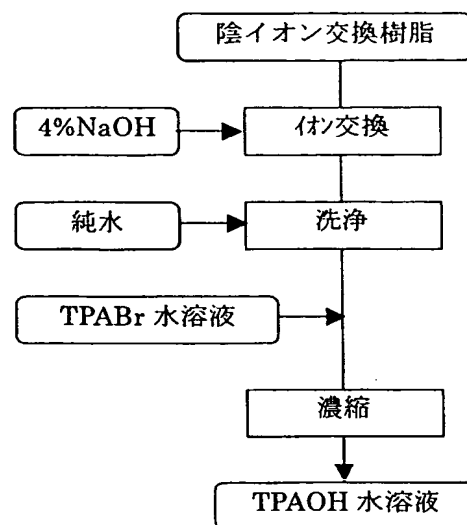 陰イオン交換樹脂
4%NaOH
イオン交換
純水
洗浄
TPABr 水溶液
濃縮
TPAOH 水溶液